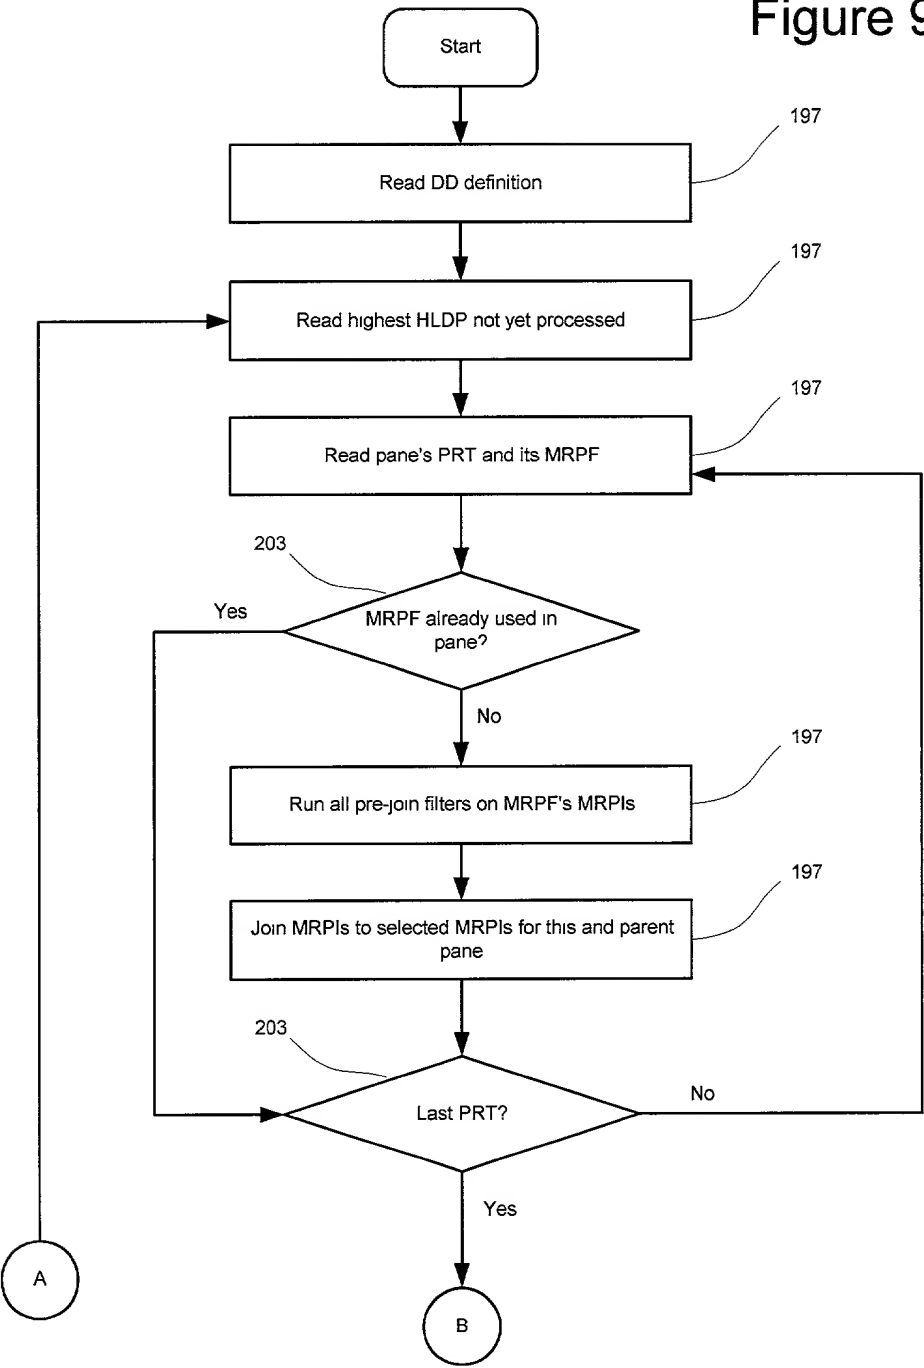 Figure 9
Start
197
Read DD definition
197
Read highest HLDP not yet processed
197
Read pane's PRT and its MRPF
203
Yes
MRPF already used in
pane?
No
197
Run all pre-join filters on MRPF's MRPIs
197
Join MRPIs to selected MRPIs for this and parent
pane
203
Last PRT?
No
Yes
A
B